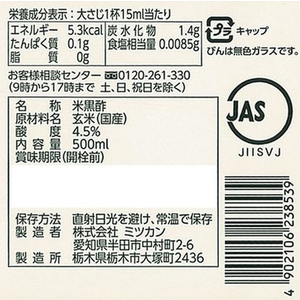 栄養成分表示：大さじ1杯15ml当たり
エネルギー 5.3kcal 炭水化物 1.4g
たんぱく質 0.1g 食塩相当量 0.0085g
脂質 0g
プラ キャップ
びんは無色ガラスです。
お客様相談センター 0120-261-330
(9時から17時まで 土、日、祝日を除く)
名称 米黒酢
原材料名 玄米(国産)
酸度 4.5%
内容量 500ml
賞味期限(開栓前)
JAS
JIISVJ
保存方法 直射日光を避け、常温で保存
製造者 株式会社 ミツカン
愛知県半田市中村町2-6
製造所 栃木県栃木市大塚町2436
4902106238539